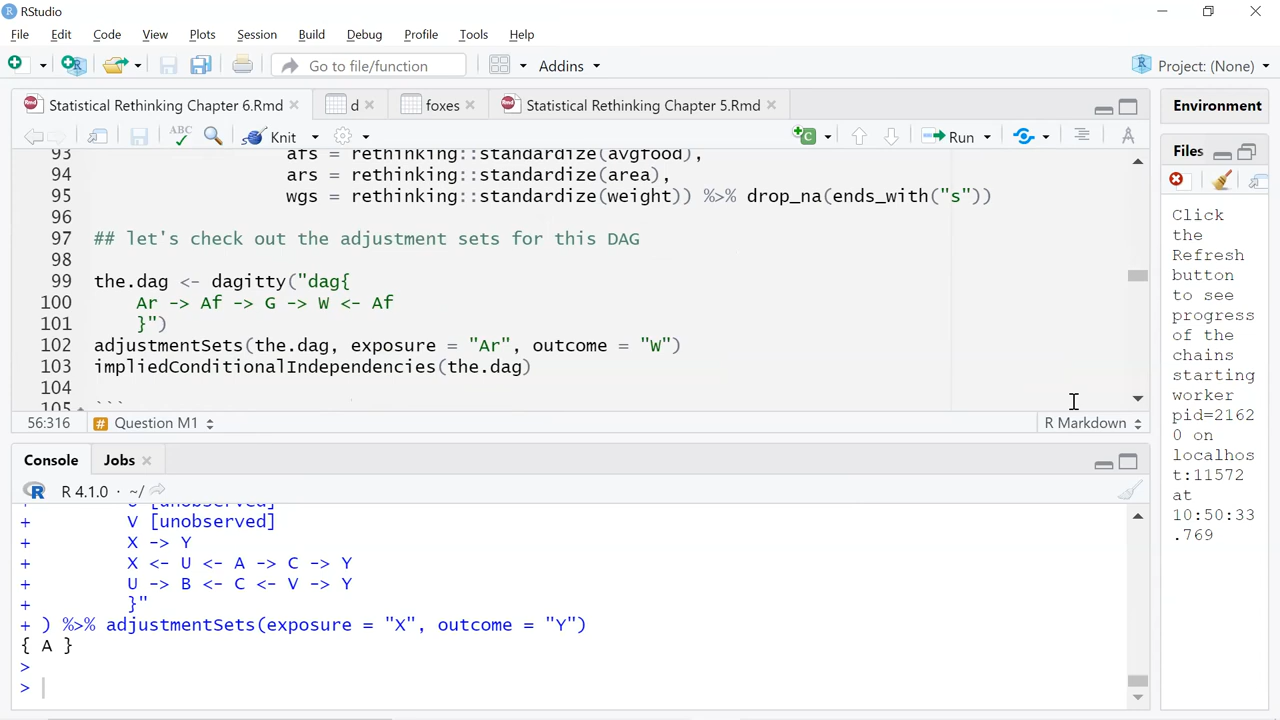 RStudio
File Edit Code View Plots Session Build Debug Profile Tools Help
Go to file/function Addins Project: (None)
Statistical Rethinking Chapter 6.Rmd d foxes Statistical Rethinking Chapter 5.Rmd Environment
ABC Knit Run Files
93 afs = rethinking::standardize(avgfood),
94 ars = rethinking::standardize(area),
95 wgs = rethinking::standardize(weight)) %>% drop_na(ends_with("s"))
96
97 ## let's check out the adjustment sets for this DAG
98
99 the.dag <- dagitty("dag{
100 Ar -> Af -> G -> W <- Af
101 }")
102 adjustmentSets(the.dag, exposure = "Ar", outcome = "W")
103 impliedConditionalIndependencies(the.dag)
104
105 ```
56:316 # Question M1 R Markdown
Console Jobs
R 4.1.0 · ~/
+ U [unobserved]
+ V [unobserved]
+ X -> Y
+ X <- U <- A -> C -> Y
+ U -> B <- C <- V -> Y
+ }"
+ ) %>% adjustmentSets(exposure = "X", outcome = "Y")
{ A }
>
>
Click
the
Refresh
button
to see
progress
of the
chains
starting
worker
pid=2162
0 on
localhos
t:11572
at
10:50:33
.769